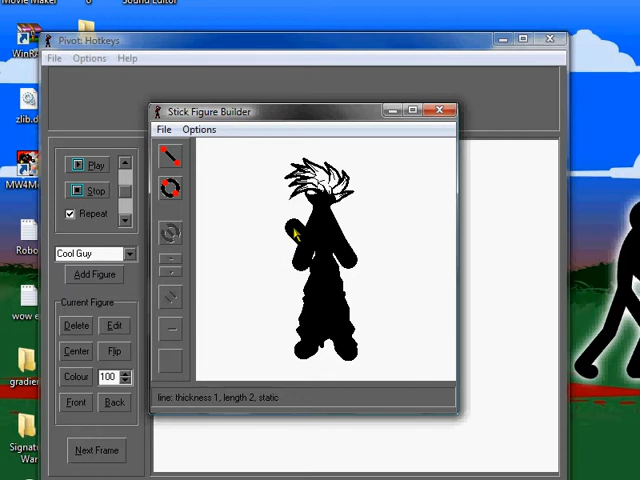 Movie Maker
6
Sound Editor
WinR
zlib.d
MW4M
Robo
wow e
gradien
Signat
War
Pivot: Hotkeys
File Options Help
Play
Stop
Repeat
Cool Guy
Add Figure
Current Figure
Delete Edit
Center Flip
Colour 100
Front Back
Next Frame
Stick Figure Builder
File Options
line: thickness 1, length 2, static